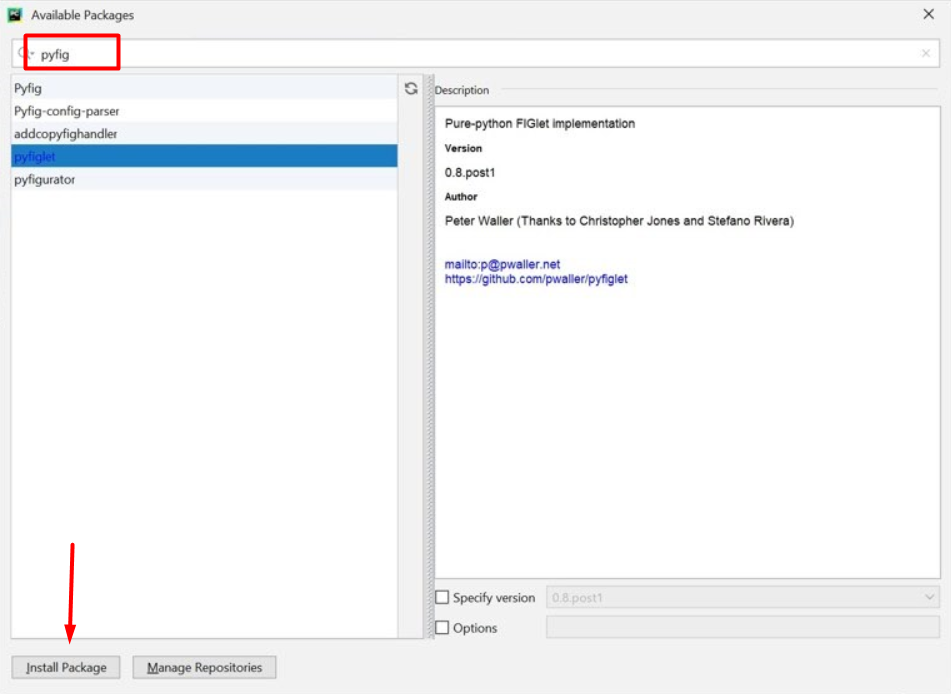 Available Packages
pyfig
Pyfig
Pyfig-config-parser
addcopyfighandler
pyfiglet
pyfigurator
Description
Pure-python FIGlet implementation
Version
0.8.post1
Author
Peter Waller (Thanks to Christopher Jones and Stefano Rivera)
mailto:p@pwaller.net
https://github.com/pwaller/pyfiglet
Specify version 0.8.post1
Options
Install Package Manage Repositories